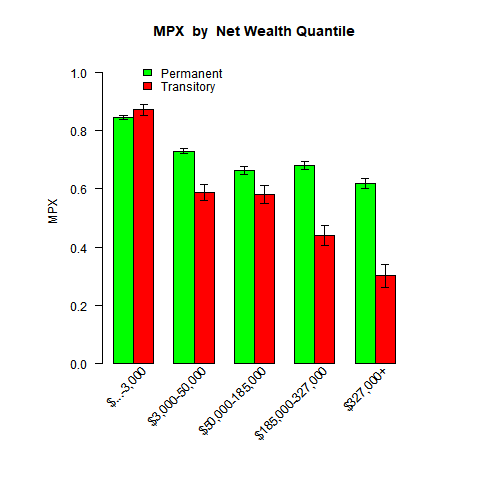 MPX by Net Wealth Quantile
Permanent
Transitory
MPX
1.0
0.8
0.6
0.4
0.2
0.0
$...-3,000
$3,000-50,000
$50,000-185,000
$185,000-327,000
$327,000+